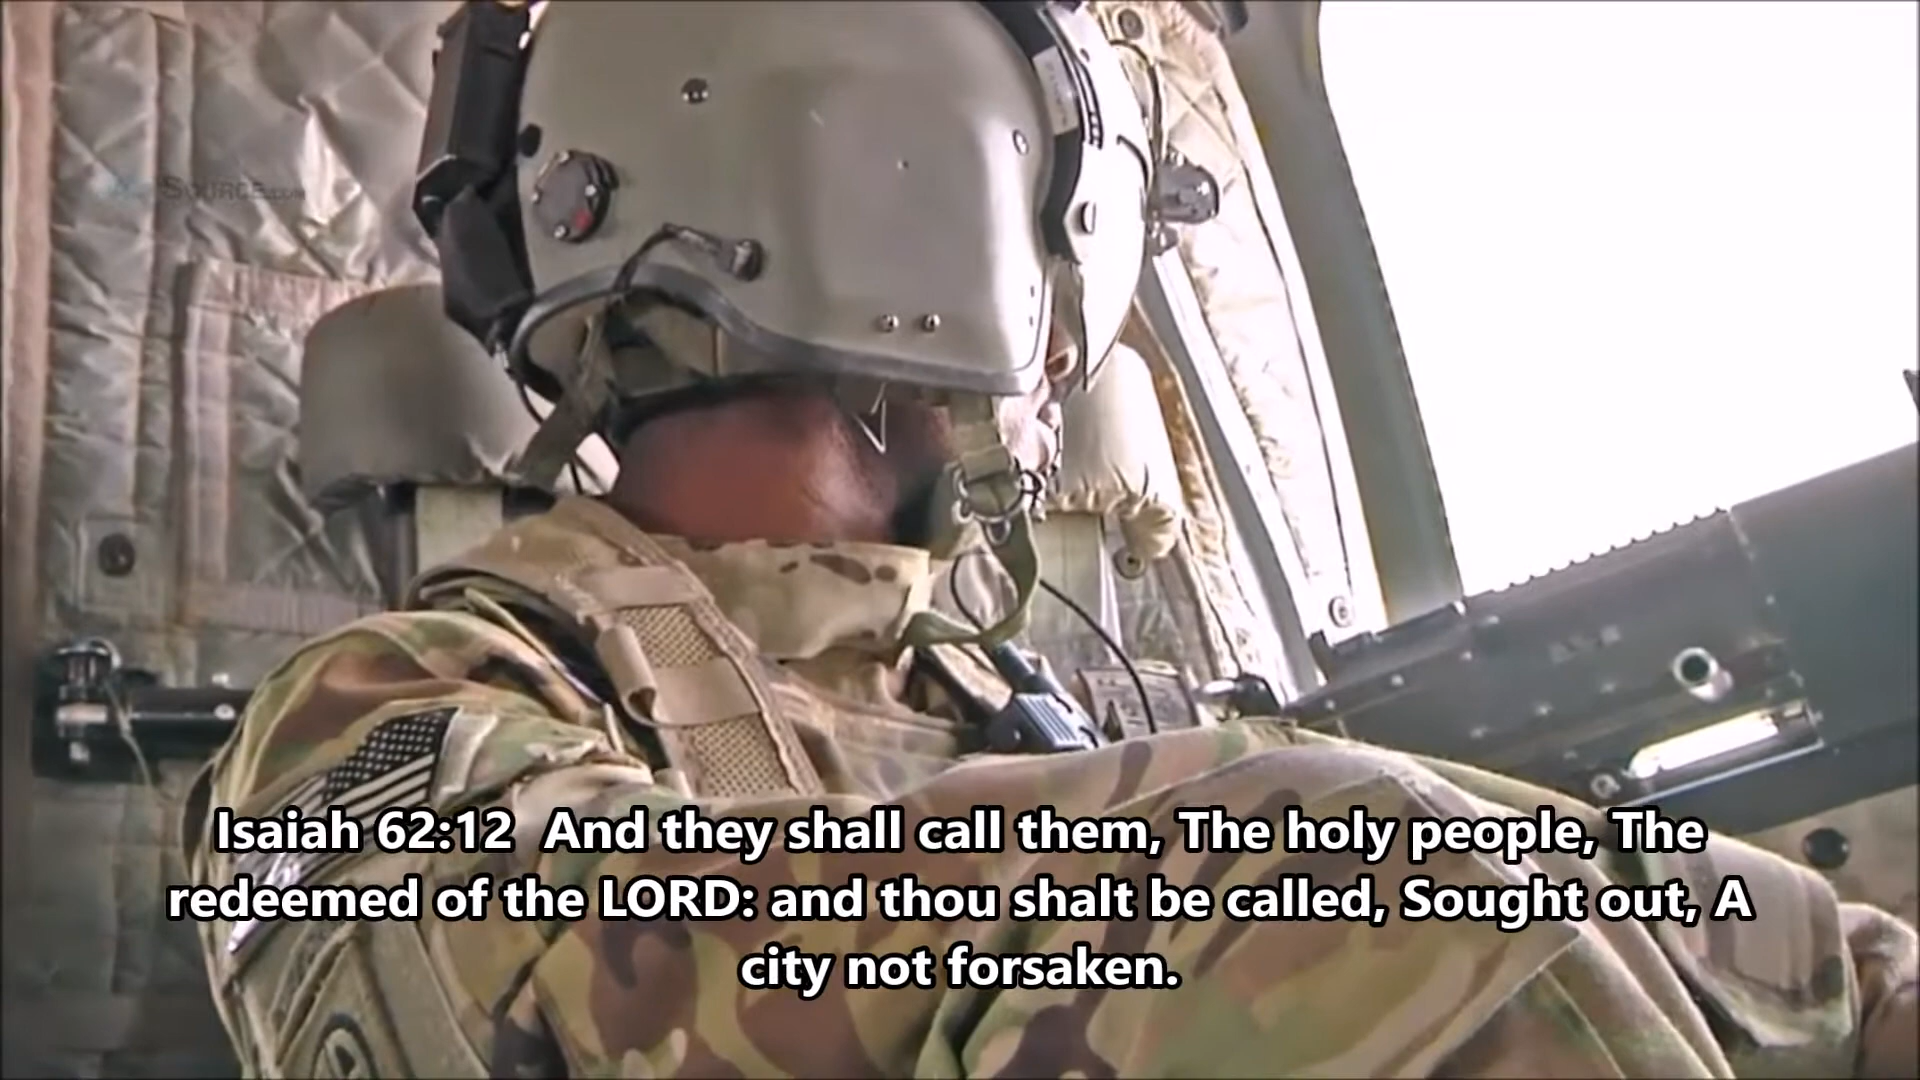 SOURCE
Isaiah 62:12  And they shall call them, The holy people, The
redeemed of the LORD: and thou shalt be called, Sought out, A
city not forsaken.